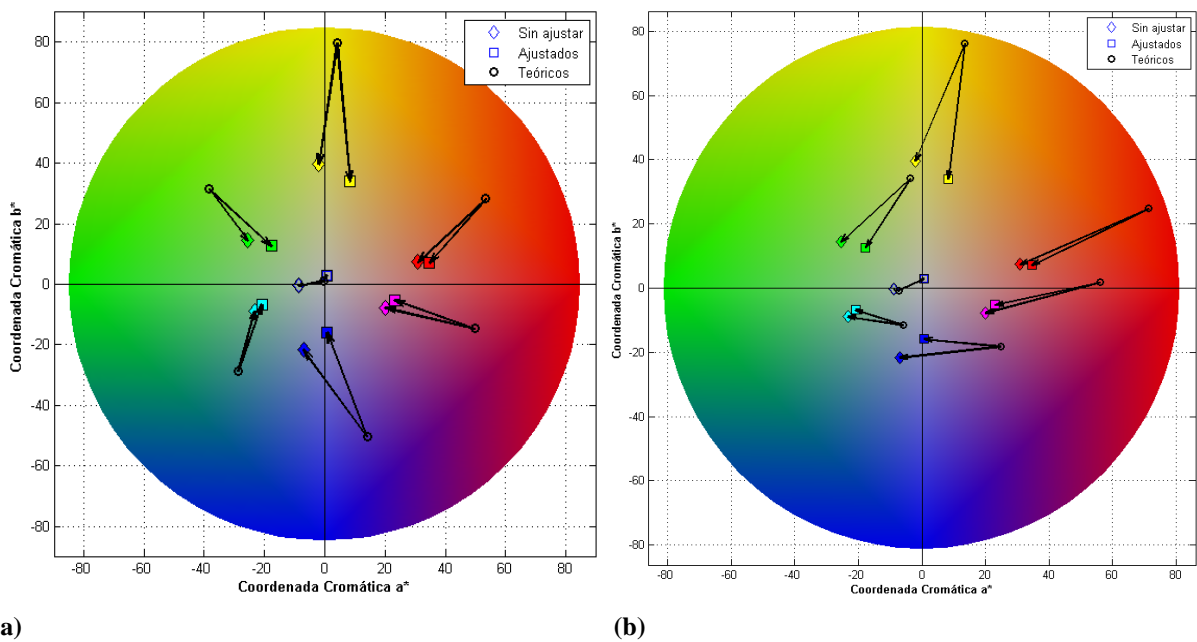 Sin ajustar
Ajustados
Teóricos
80
60
40
20
0
-20
-40
-60
-80
-80 -60 -40 -20 0 20 40 60 80
Coordenada Cromática b*
Coordenada Cromática a*
a)
Sin ajustar
Ajustados
Teóricos
80
60
40
20
0
-20
-40
-60
-80
-80 -60 -40 -20 0 20 40 60 80
Coordenada Cromática b*
Coordenada Cromática a*
(b)